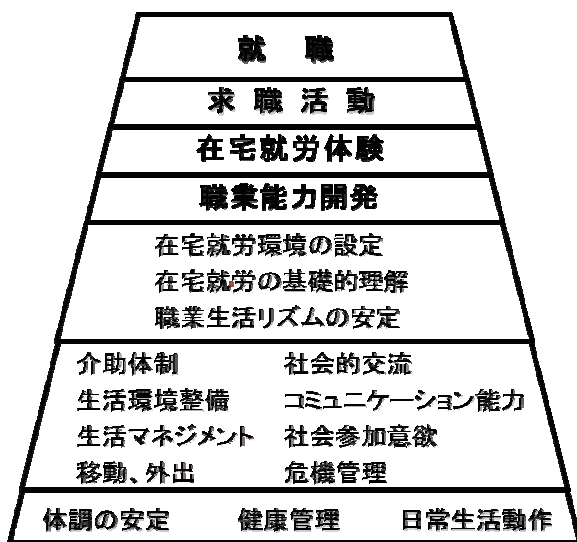 就職
求職活動
在宅就労体験
職業能力開発
在宅就労環境の設定
在宅就労の基礎的理解
職業生活リズムの安定
介助体制 社会的交流
生活環境整備 コミュニケーション能力
生活マネジメント 社会参加意欲
移動、外出 危機管理
体調の安定 健康管理 日常生活動作